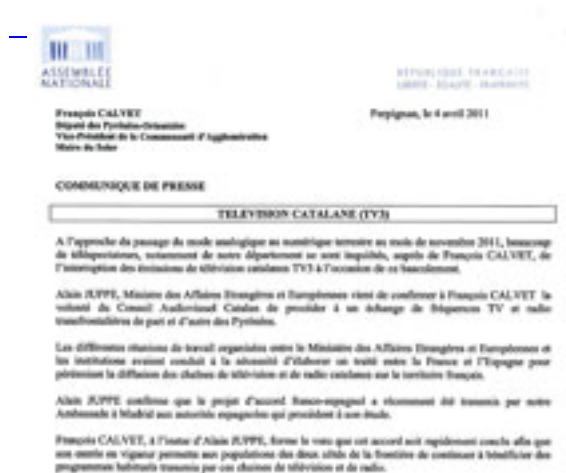 ASSEMBLÉE
NATIONALE
RÉPUBLIQUE FRANÇAISE
LIBERTÉ - ÉGALITÉ - FRATERNITÉ
François CALVET
Député des Pyrénées-Orientales
Vice-Président de la Communauté d'Agglomération
Maire du Soler
Perpignan, le 4 avril 2011
COMMUNIQUE DE PRESSE
TELEVISION CATALANE (TV3)
A l'approche du passage du mode analogique au numérique terrestre au mois de novembre 2011, beaucoup
de téléspectateurs, notamment de notre département se sont inquiétés, auprès de François CALVET, de
l'interruption des émissions de télévision catalanes TV3 à l'occasion de ce basculement.
Alain JUPPE, Ministre des Affaires Etrangères et Européennes vient de confirmer à François CALVET la
volonté du Conseil Audiovisuel Catalan de procéder à un échange de fréquences TV et radio
transfrontalières de part et d'autre des Pyrénées.
Les différentes réunions de travail organisées entre le Ministère des Affaires Etrangères et Européennes et
les institutions avaient conduit à la nécessité d'élaborer un traité entre la France et l'Espagne pour
pérenniser la diffusion des chaînes de télévision et de radio catalanes sur le territoire français.
Alain JUPPE confirme que le projet d'accord franco-espagnol a récemment été transmis par notre
Ambassade à Madrid aux autorités espagnoles qui procèdent à son étude.
François CALVET, à l'instar d'Alain JUPPE, forme le vœu que cet accord soit rapidement conclu afin que
son entrée en vigueur permette aux populations des deux côtés de la frontière de continuer à bénéficier des
programmes habituels transmis par ces chaînes de télévision et de radio.